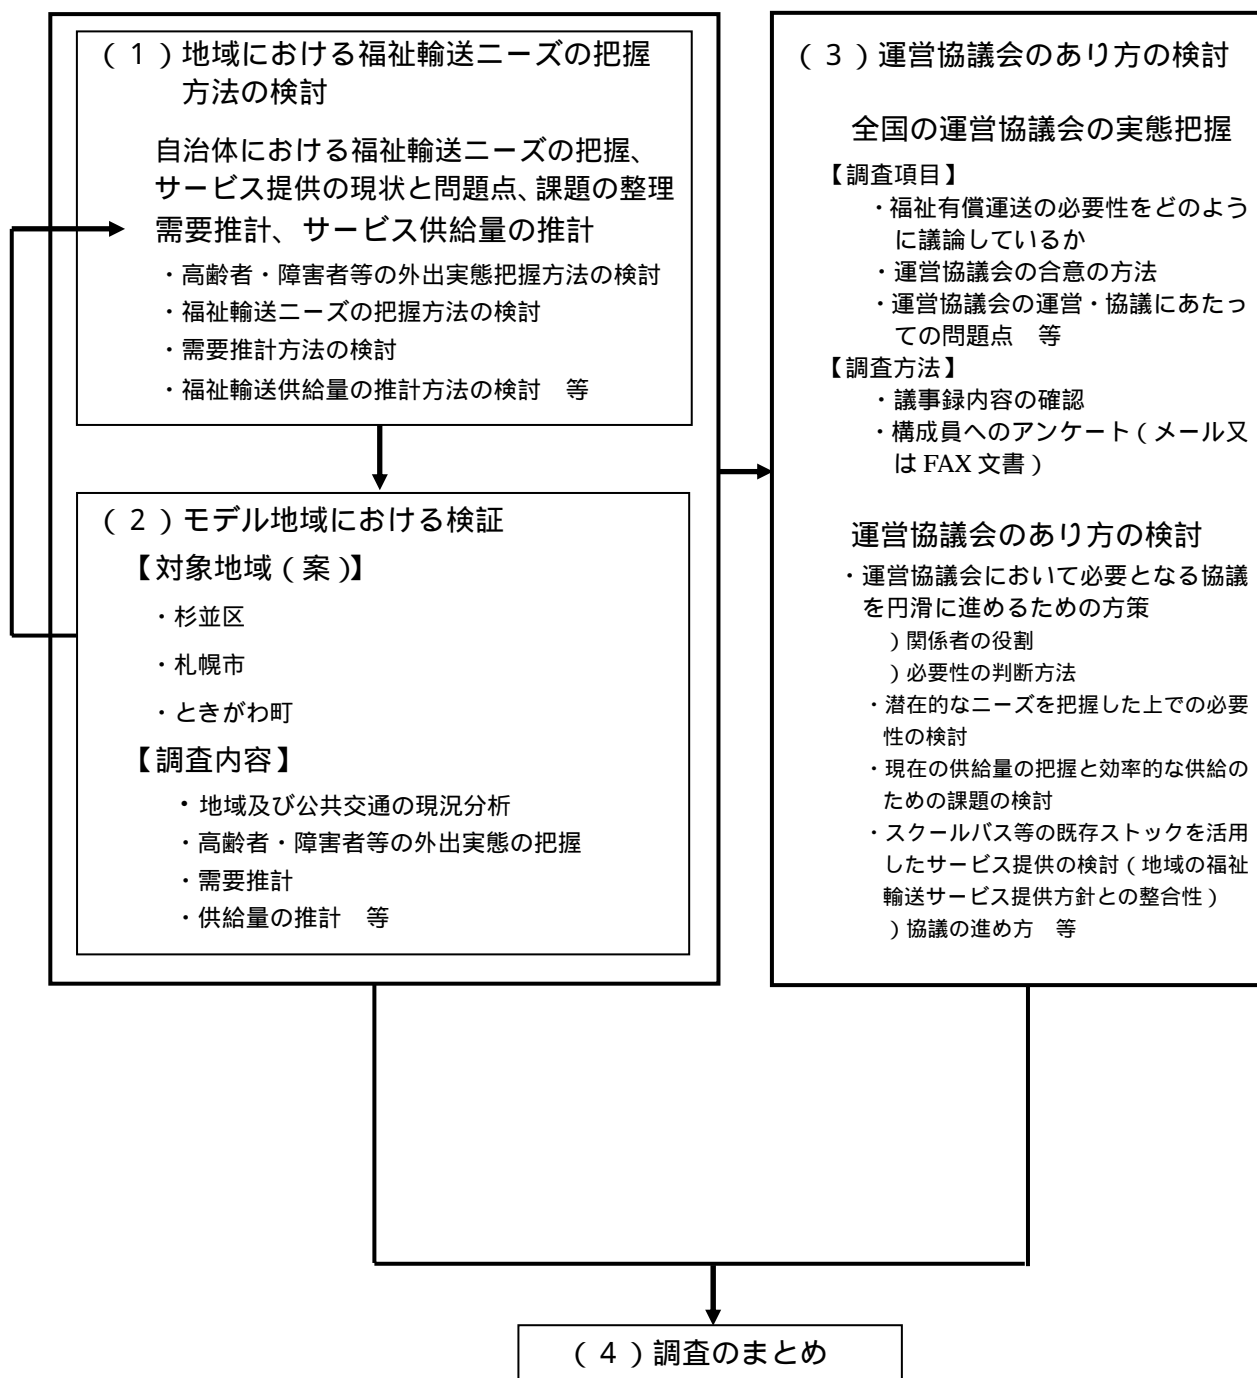 (１)地域における福祉輸送ニーズの把握
方法の検討
自治体における福祉輸送ニーズの把握、
サービス提供の現状と問題点、課題の整理
需要推計、サービス供給量の推計
・高齢者・障害者等の外出実態把握方法の検討
・福祉輸送ニーズの把握方法の検討
・需要推計方法の検討
・福祉輸送供給量の推計方法の検討　等
(２)モデル地域における検証
【対象地域(案)】
・杉並区
・札幌市
・ときがわ町
【調査内容】
・地域及び公共交通の現況分析
・高齢者・障害者等の外出実態の把握
・需要推計
・供給量の推計　等
(３)運営協議会のあり方の検討
全国の運営協議会の実態把握
【調査項目】
・福祉有償運送の必要性をどのよう
に議論しているか
・運営協議会の合意の方法
・運営協議会の運営・協議にあたっ
ての問題点　等
【調査方法】
・議事録内容の確認
・構成員へのアンケート(メール又
は FAX 文書)
運営協議会のあり方の検討
・運営協議会において必要となる協議
を円滑に進めるための方策
)関係者の役割
)必要性の判断方法
・潜在的なニーズを把握した上での必要
性の検討
・現在の供給量の把握と効率的な供給の
ための課題の検討
・スクールバス等の既存ストックを活用
したサービス提供の検討(地域の福祉
輸送サービス提供方針との整合性)
)協議の進め方　等
(４)調査のまとめ